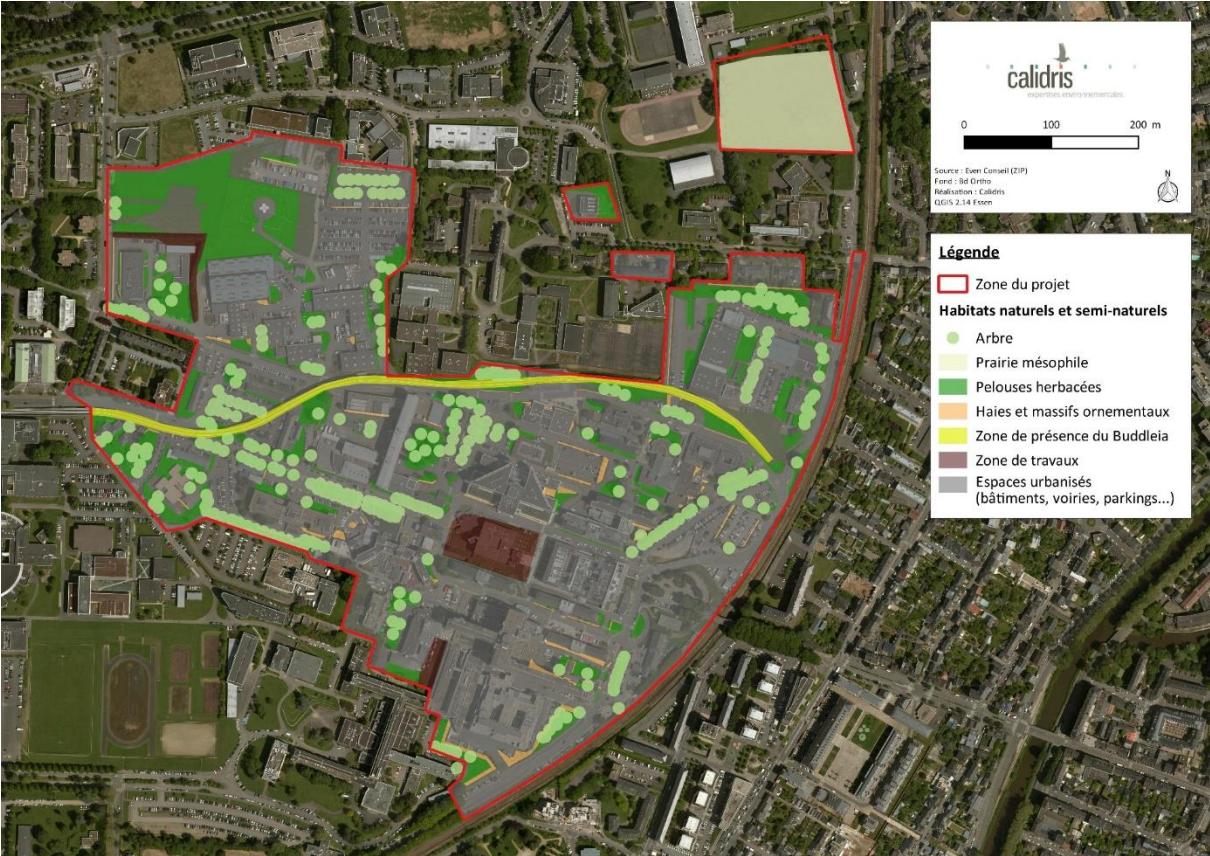 calidris
expertises environnementales
0 100 200 m
Source : Even Conseil (ZIP)
Fond : Bd Ortho
Réalisation : Calidris
QGIS 2.14 Essen
N
Légende
Zone du projet
Habitats naturels et semi-naturels
Arbre
Prairie mésophile
Pelouses herbacées
Haies et massifs ornementaux
Zone de présence du Buddleia
Zone de travaux
Espaces urbanisés
(bâtiments, voiries, parkings...)